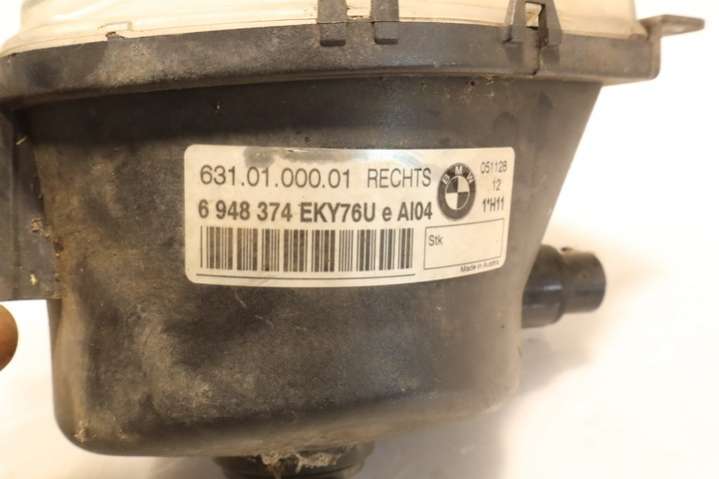 631.01.000.01 RECHTS
6 948 374 EKY76U e AI04
BMW
051128
12
1*H11
Stk
Made in Austria